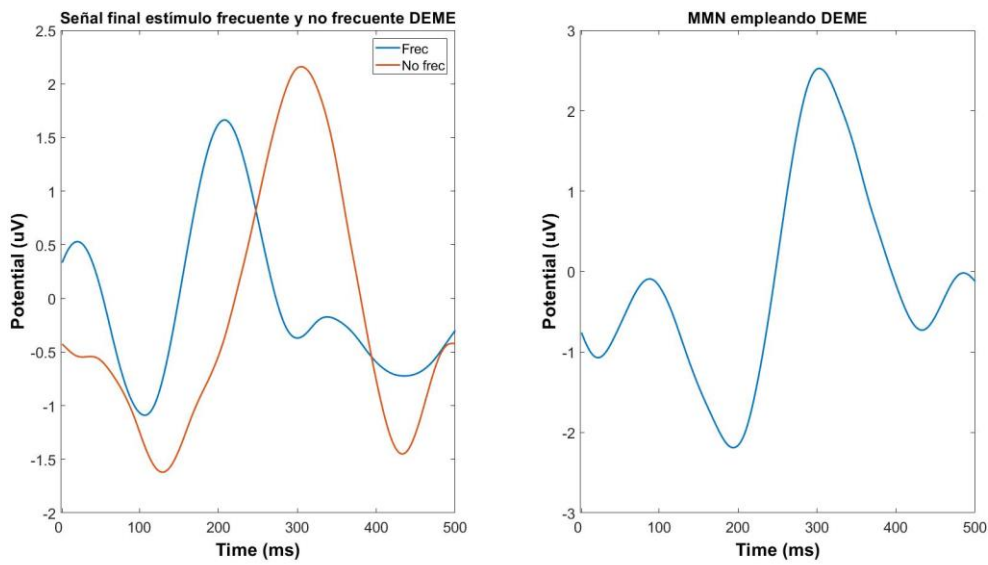 Señal final estímulo frecuente y no frecuente DEME
2.5
2
1.5
1
0.5
0
-0.5
-1
-1.5
-2
Potential (uV)
Frec
No frec
0 100 200 300 400 500
Time (ms)
MMN empleando DEME
3
2
1
0
-1
-2
-3
Potential (uV)
0 100 200 300 400 500
Time (ms)